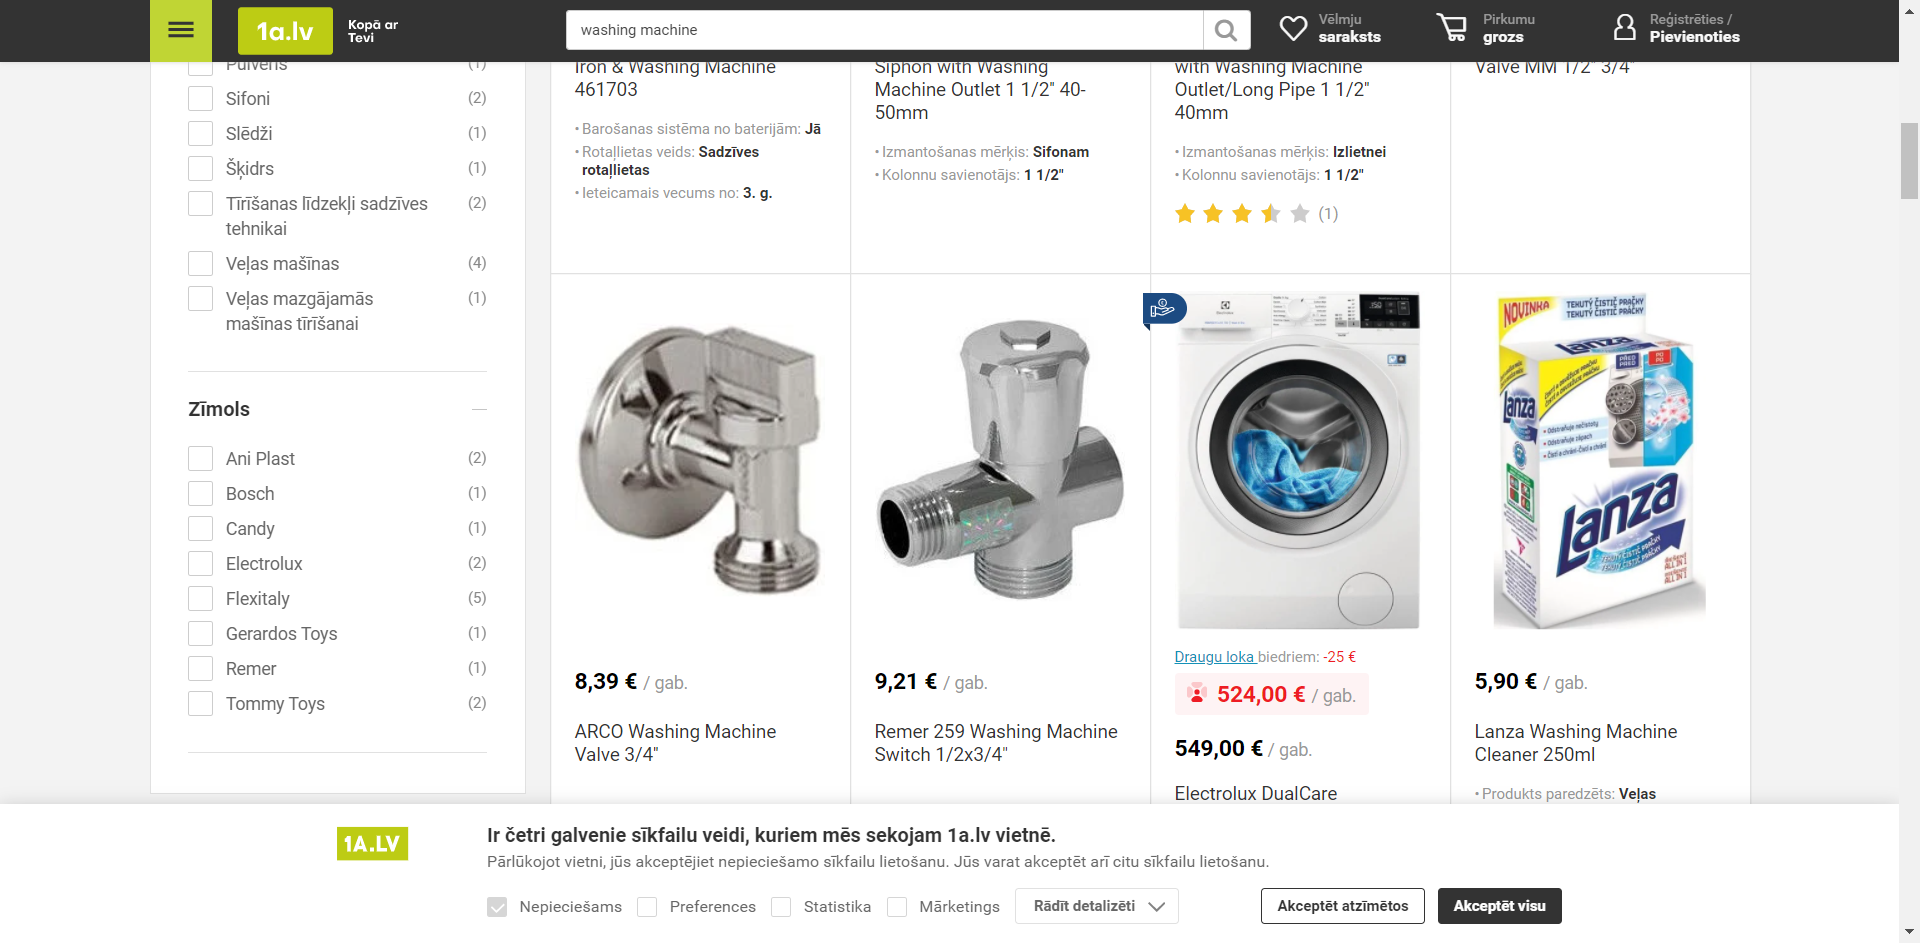 1a.lv
Kopā ar
Tevi
washing machine
Vēlmju
saraksts
Pirkumu
grozs
Reģistrēties /
Pievienoties
Pulveris (1)
Sifoni (2)
Slēdži (1)
Šķidrs (1)
Tīrīšanas līdzekļi sadzīves (2)
tehnikai
Veļas mašīnas (4)
Veļas mazgājamās (1)
mašīnas tīrīšanai
Zīmols
Ani Plast (2)
Bosch (1)
Candy (1)
Electrolux (2)
Flexitaly (5)
Gerardos Toys (1)
Remer (1)
Tommy Toys (2)
Iron & Washing Machine
461703
• Barošanas sistēma no baterijām: Jā
• Rotaļlietas veids: Sadzīves
rotaļlietas
• Ieteicamais vecums no: 3. g.
Siphon with Washing
Machine Outlet 1 1/2" 40-
50mm
• Izmantošanas mērķis: Sifonam
• Kolonnu savienotājs: 1 1/2"
with Washing Machine
Outlet/Long Pipe 1 1/2"
40mm
• Izmantošanas mērķis: Izlietnei
• Kolonnu savienotājs: 1 1/2"
(1)
Valve MM 1/2" 3/4"
8,39 € / gab.
ARCO Washing Machine
Valve 3/4"
9,21 € / gab.
Remer 259 Washing Machine
Switch 1/2x3/4"
Draugu loka biedriem: -25 €
524,00 € / gab.
549,00 € / gab.
Electrolux DualCare
NOVINKA
TEKUTÝ ČISTIČ PRAČKY
TEKUTÝ ČISTIČ PRAČKY
Lanza
Lanza
5,90 € / gab.
Lanza Washing Machine
Cleaner 250ml
• Produkts paredzēts: Veļas
1A.LV
Ir četri galvenie sīkfailu veidi, kuriem mēs sekojam 1a.lv vietnē.
Pārlūkojot vietni, jūs akceptējiet nepieciešamo sīkfailu lietošanu. Jūs varat akceptēt arī citu sīkfailu lietošanu.
Nepieciešams Preferences Statistika Mārketings Rādīt detalizēti Akceptēt atzīmētos Akceptēt visu